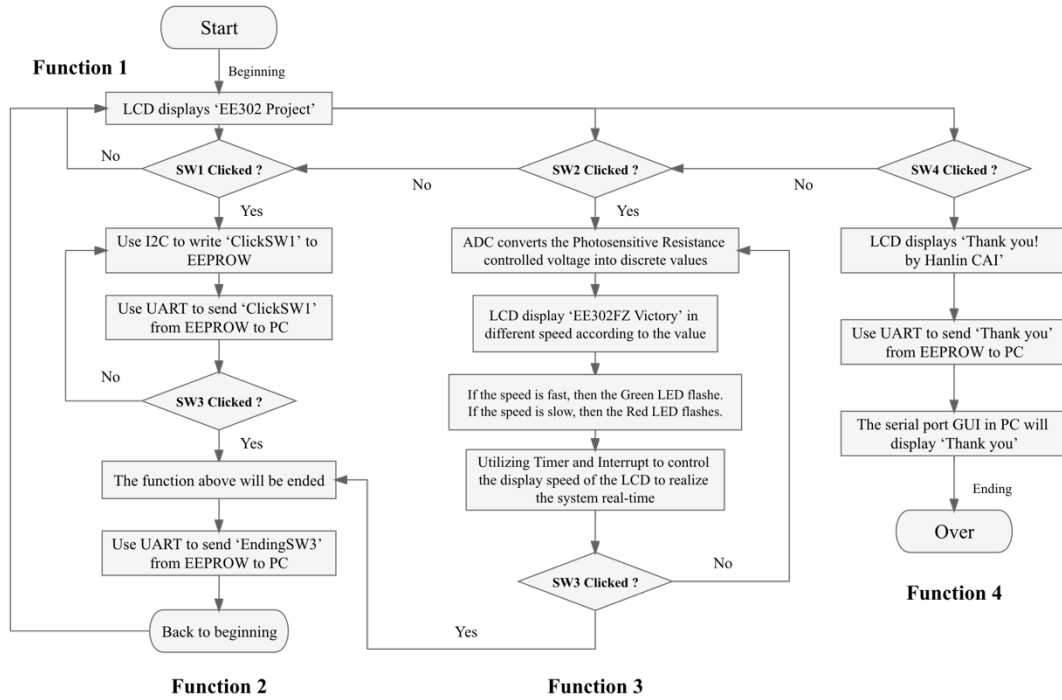 Start
Function 1
Beginning
LCD displays ‘EE302 Project’
No
SW1 Clicked ?
No
SW2 Clicked ?
No
SW4 Clicked ?
Yes
Use I2C to write ‘ClickSW1’ to
EEPROW
Use UART to send ‘ClickSW1’
from EEPROW to PC
No
SW3 Clicked ?
Yes
The function above will be ended
Use UART to send ‘EndingSW3’
from EEPROW to PC
Back to beginning
Function 2
Yes
ADC converts the Photosensitive Resistance
controlled voltage into discrete values
LCD display ‘EE302FZ Victory’ in
different speed according to the value
If the speed is fast, then the Green LED flashe.
If the speed is slow, then the Red LED flashes.
Utilizing Timer and Interrupt to control
the display speed of the LCD to realize
the system real-time
SW3 Clicked ?
No
Yes
Function 3
LCD displays ‘Thank you!
by Hanlin CAI’
Use UART to send ‘Thank you’
from EEPROW to PC
The serial port GUI in PC will
display ‘Thank you’
Ending
Over
Function 4